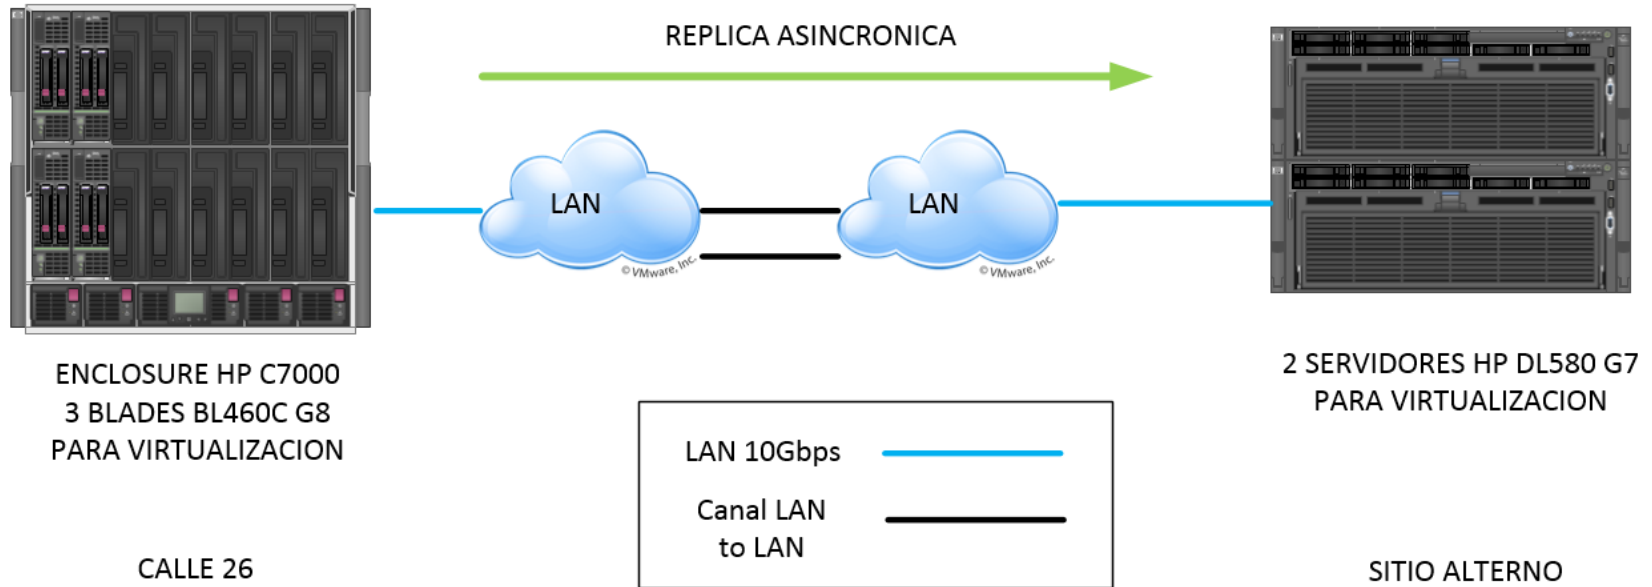 REPLICA ASINCRONICA
LAN
LAN
©VMware, Inc.
©VMware, Inc.
ENCLOSURE HP C7000
3 BLADES BL460C G8
PARA VIRTUALIZACION
2 SERVIDORES HP DL580 G7
PARA VIRTUALIZACION
LAN 10Gbps
Canal LAN
to LAN
CALLE 26
SITIO ALTERNO